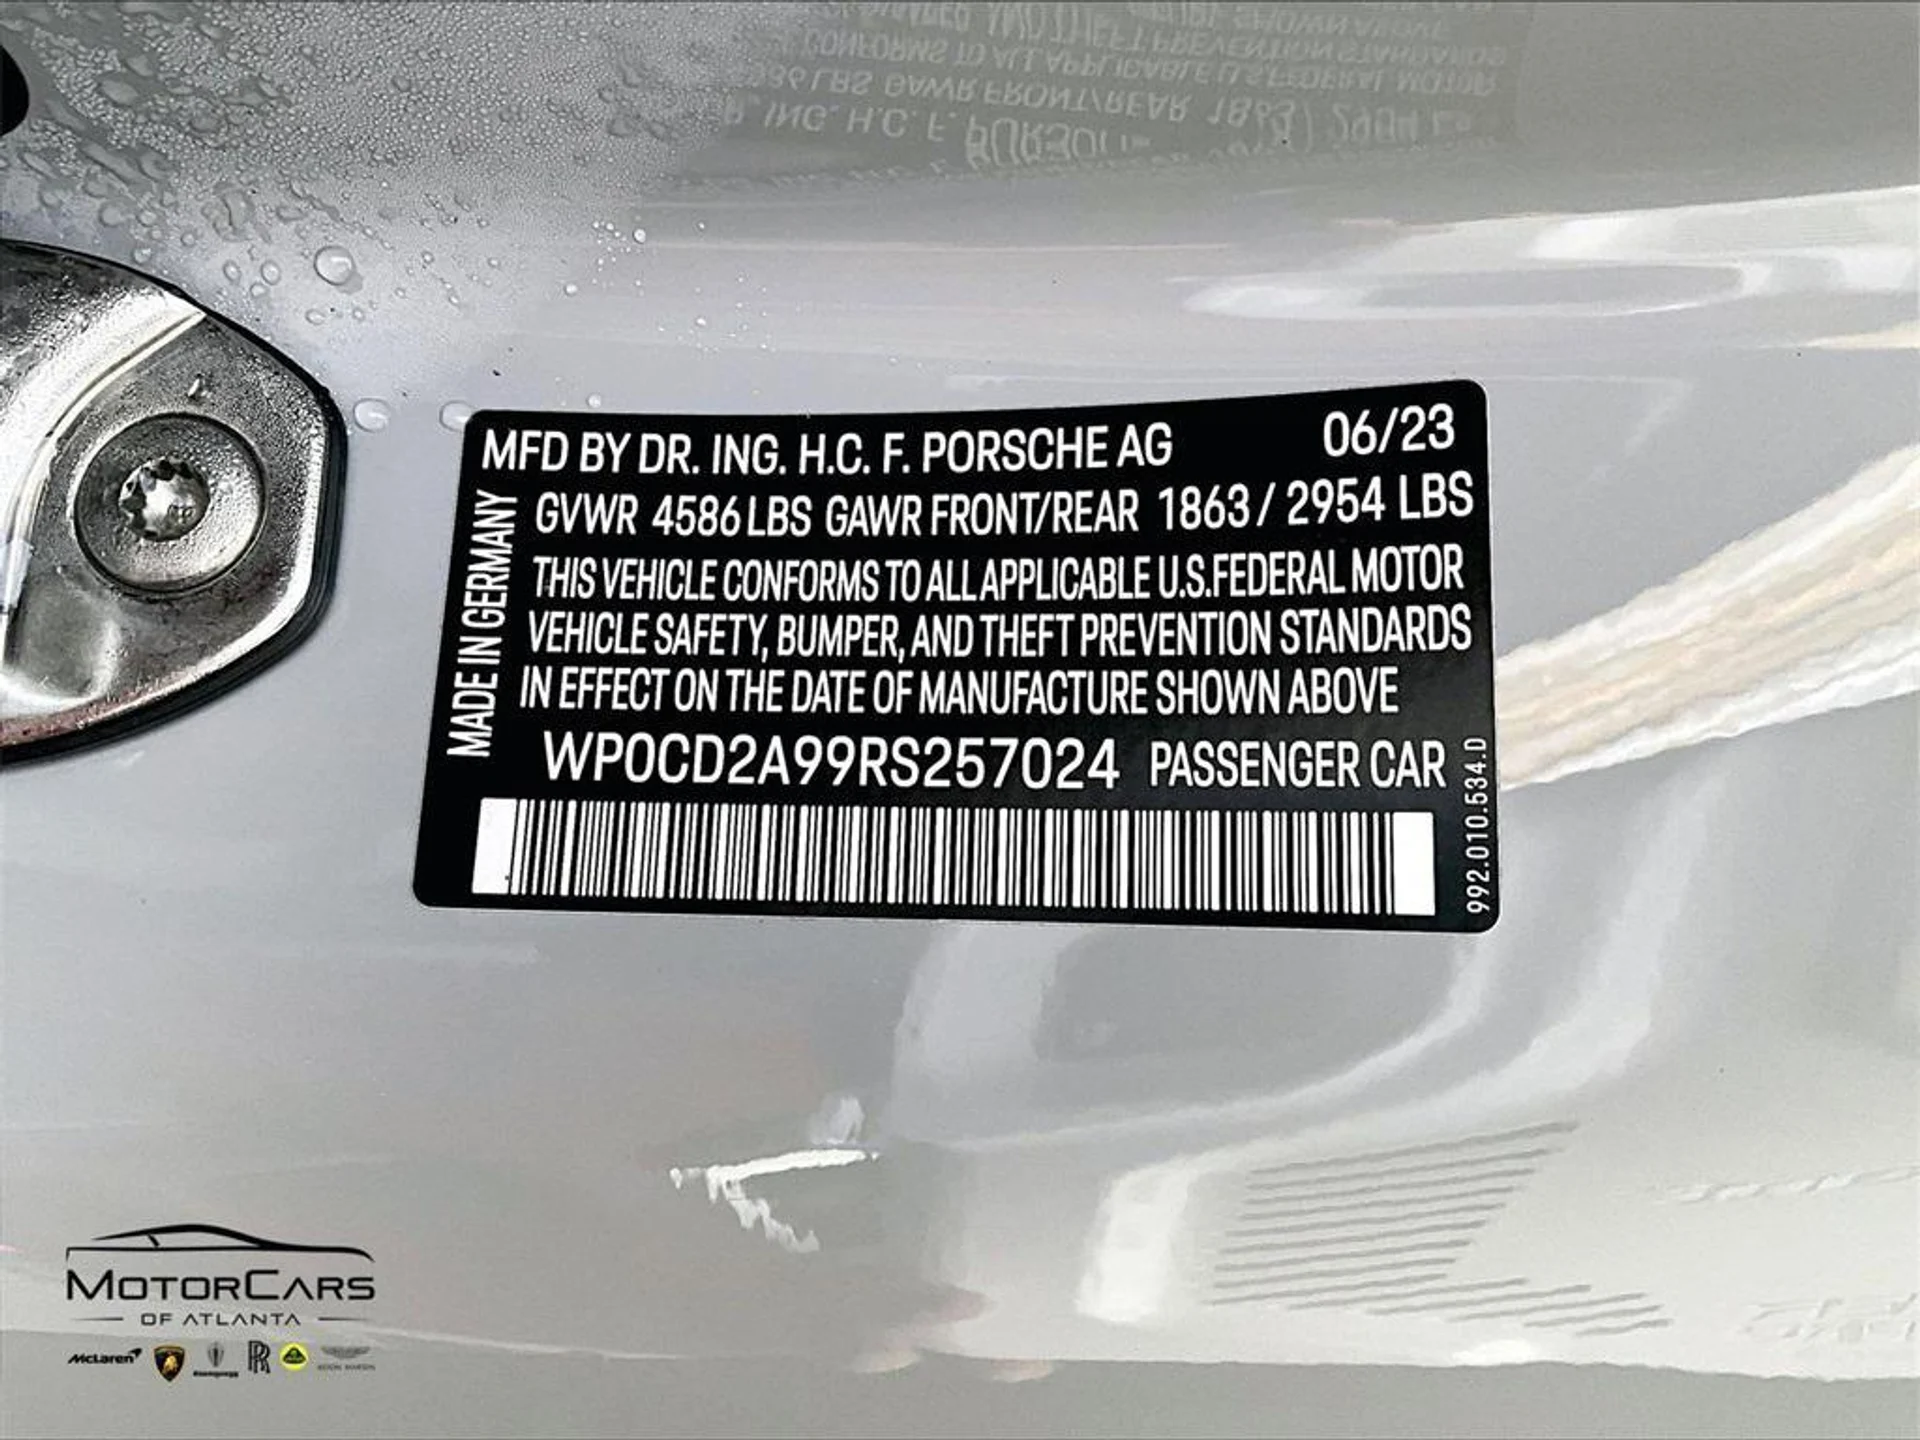 MFD BY DR. ING. H.C. F. PORSCHE AG 06/23
GVWR 4586 LBS GAWR FRONT/REAR 1863 / 2954 LBS
THIS VEHICLE CONFORMS TO ALL APPLICABLE U.S.FEDERAL MOTOR
VEHICLE SAFETY, BUMPER, AND THEFT PREVENTION STANDARDS
IN EFFECT ON THE DATE OF MANUFACTURE SHOWN ABOVE
WP0CD2A99RS257024 PASSENGER CAR
MADE IN GERMANY
992.010.534.D
MOTORCARS
OF ATLANTA
McLaren